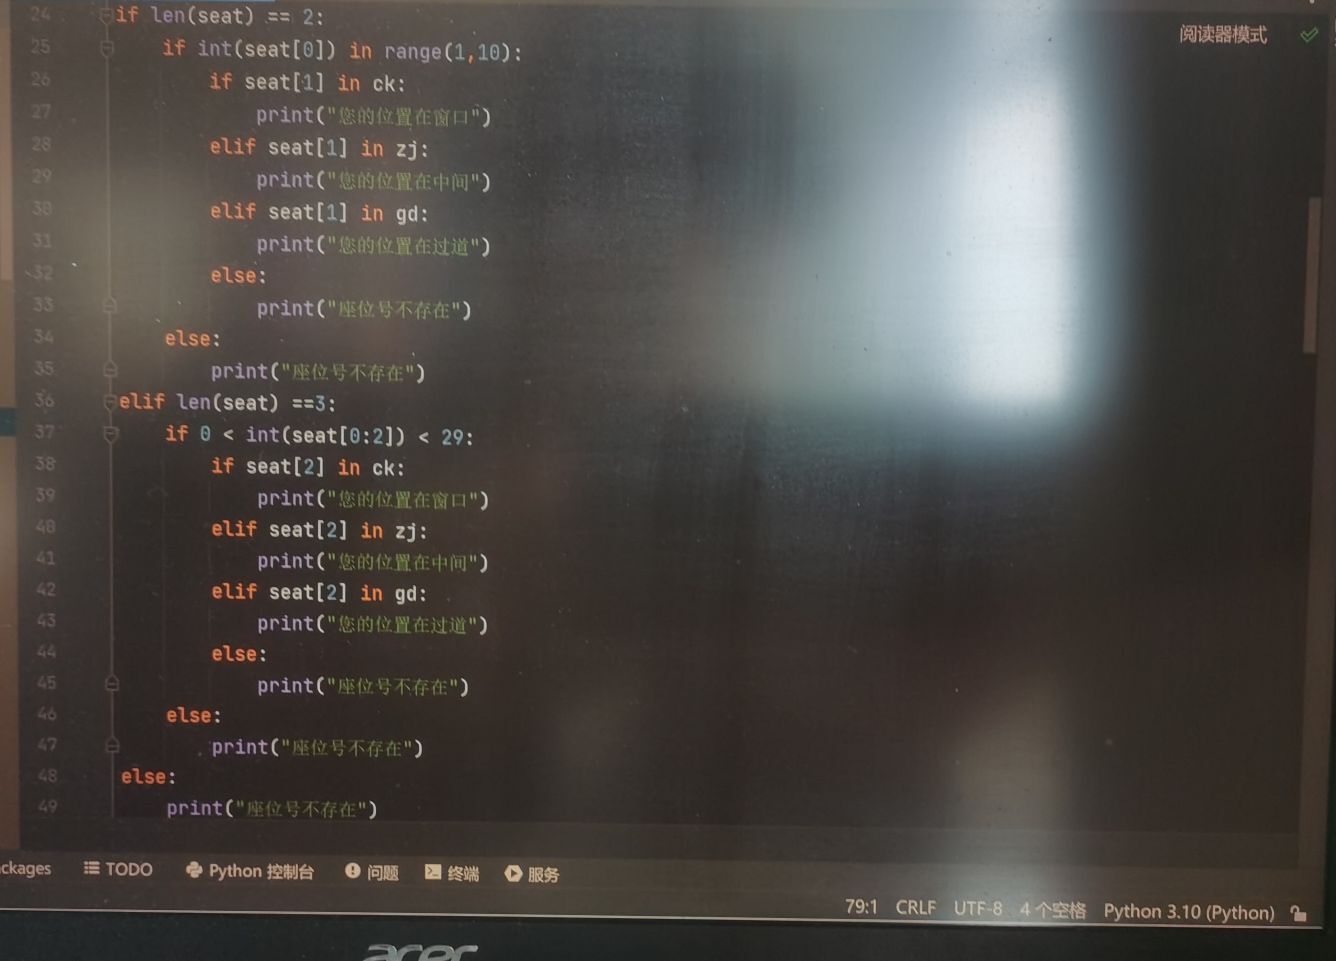 阅读器模式
24 if len(seat) == 2:
25 if int(seat[0]) in range(1,10):
26 if seat[1] in ck:
27 print("您的位置在窗口")
28 elif seat[1] in zj:
29 print("您的位置在中间")
30 elif seat[1] in gd:
31 print("您的位置在过道")
32 else:
33 print("座位号不存在")
34 else:
35 print("座位号不存在")
36 elif len(seat) ==3:
37 if 0 < int(seat[0:2]) < 29:
38 if seat[2] in ck:
39 print("您的位置在窗口")
40 elif seat[2] in zj:
41 print("您的位置在中间")
42 elif seat[2] in gd:
43 print("您的位置在过道")
44 else:
45 print("座位号不存在")
46 else:
47 print("座位号不存在")
48 else:
49 print("座位号不存在")
ckages TODO Python 控制台 问题 终端 服务
79:1 CRLF UTF-8 4 个空格 Python 3.10 (Python)
acer